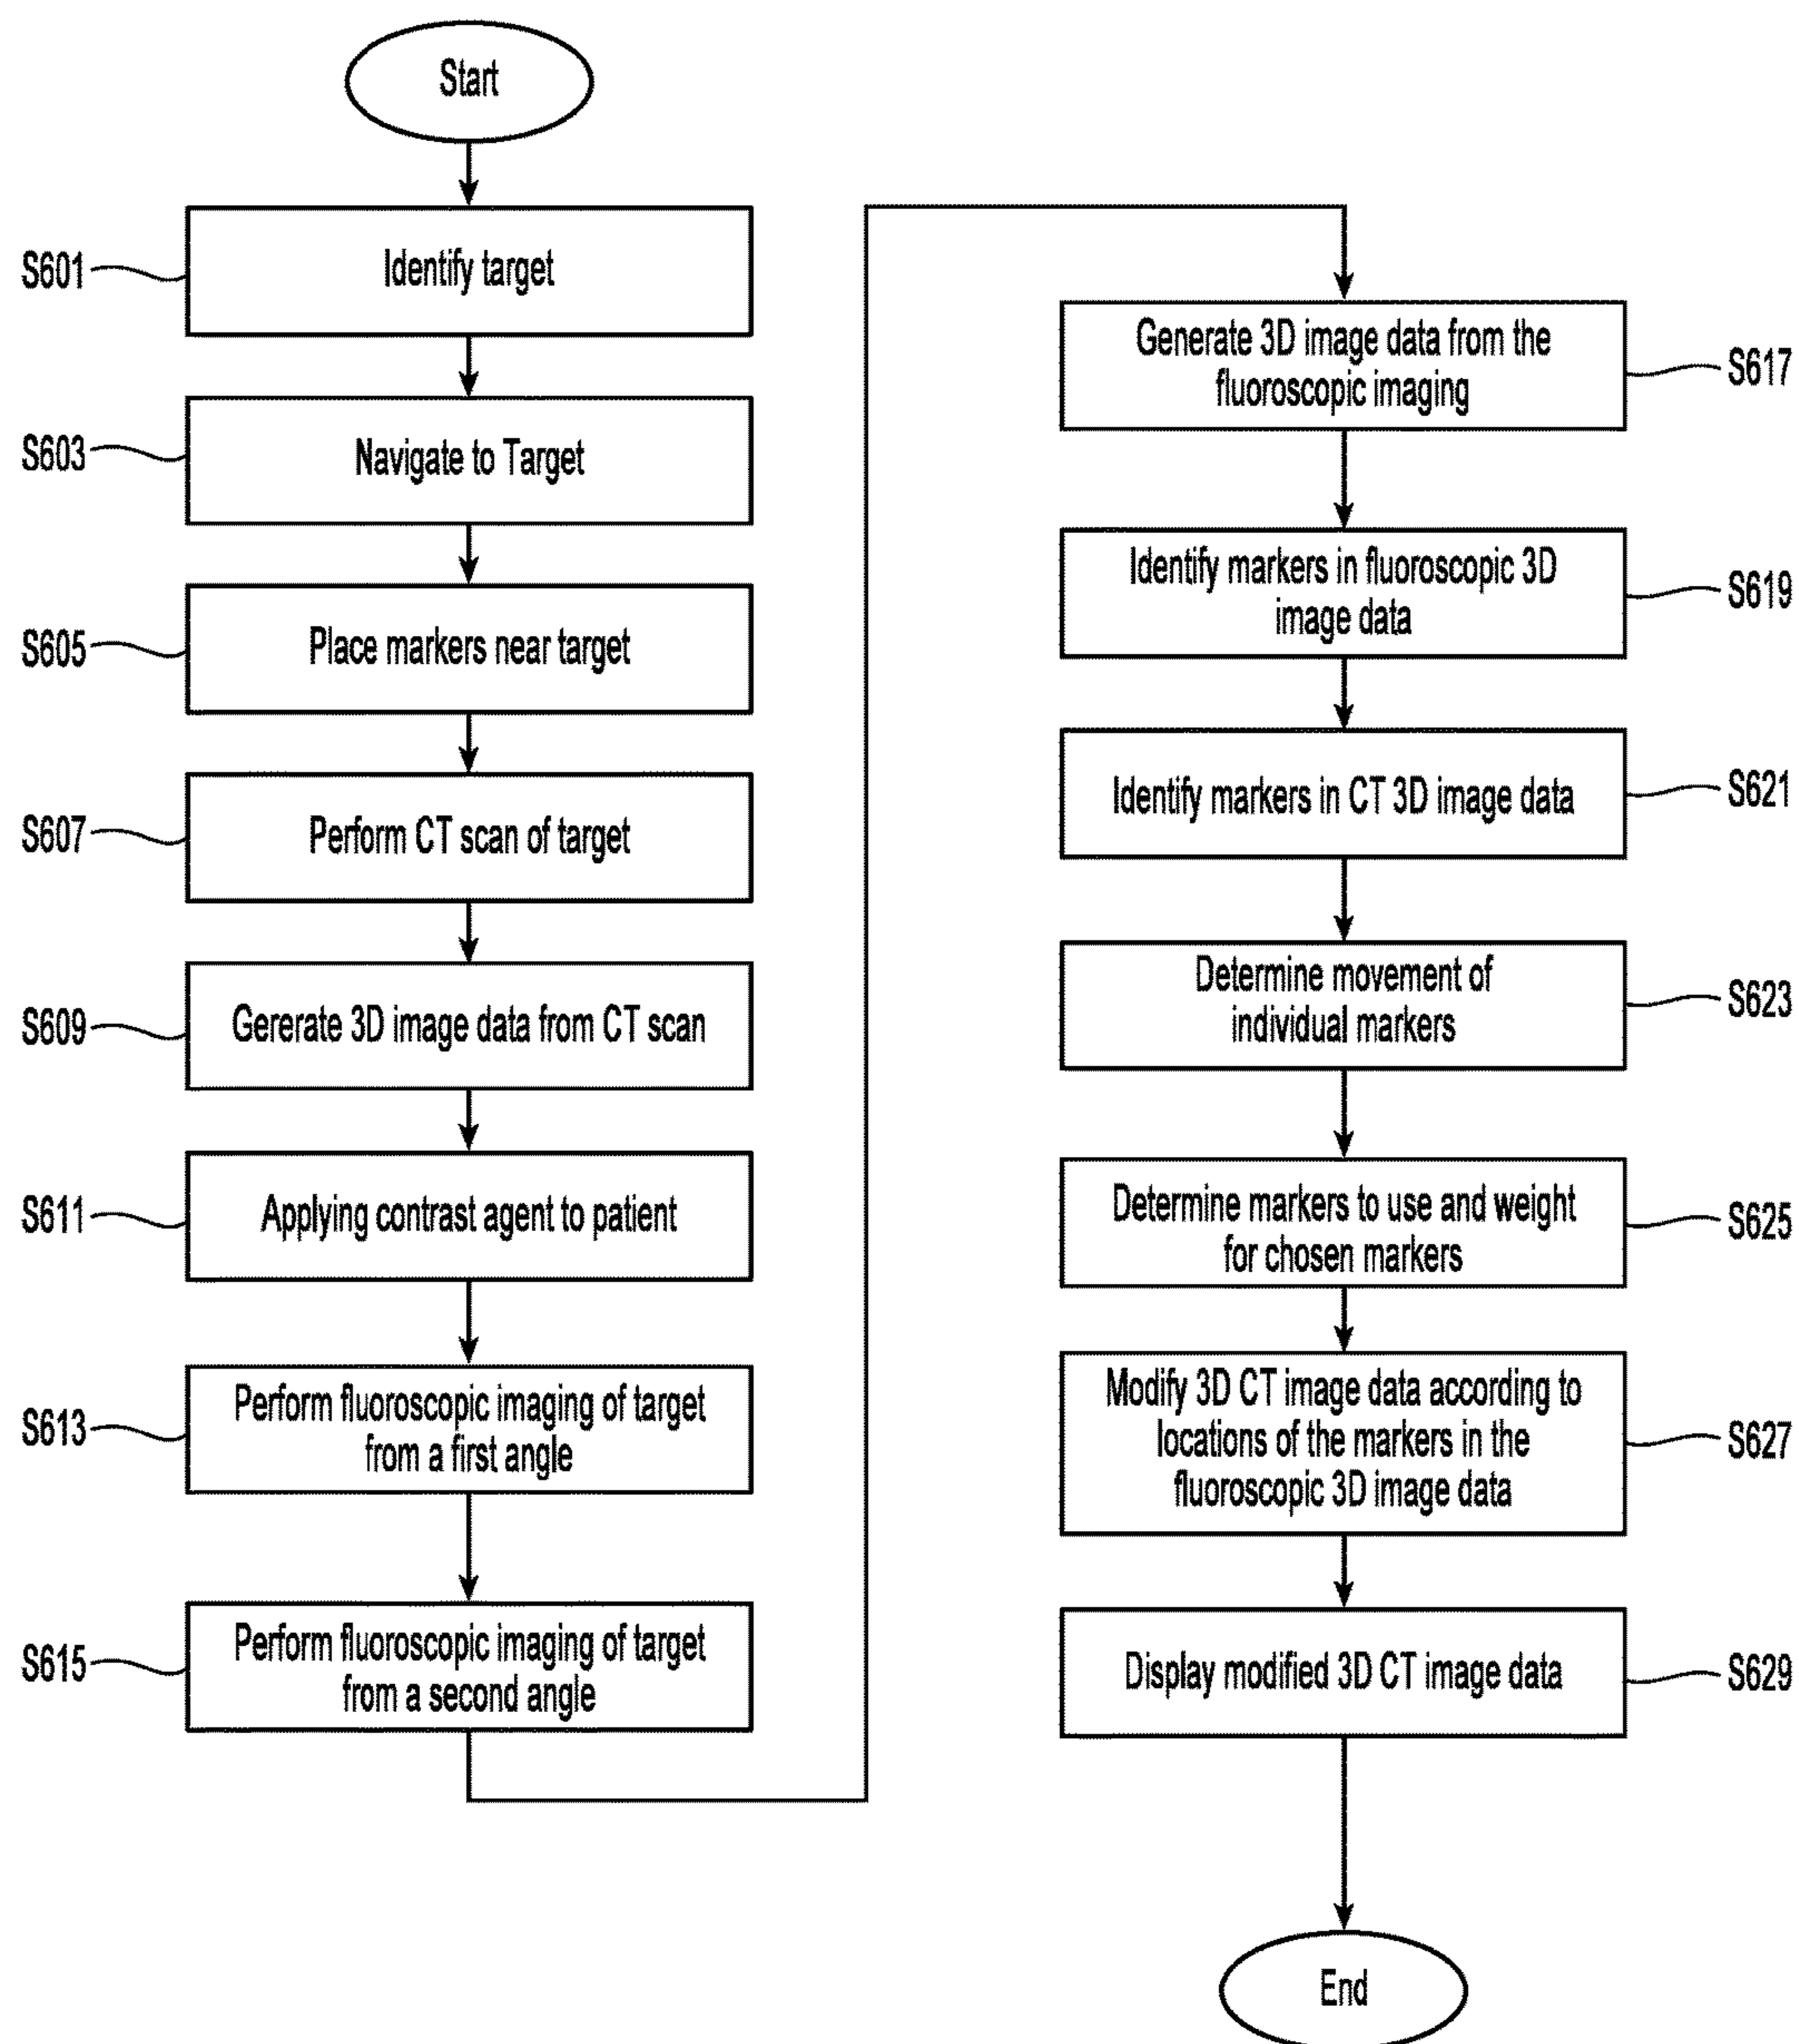 Start
S601
Identify target
S603
Navigate to Target
S605
Place markers near target
S607
Perform CT scan of target
S609
Gererate 3D image data from CT scan
S611
Applying contrast agent to patient
S613
Perform fluoroscopic imaging of target
from a first angle
S615
Perform fluoroscopic imaging of target
from a second angle
Generate 3D image data from the
fluoroscopic imaging
S617
Identify markers in fluoroscopic 3D
image data
S619
Identify markers in CT 3D image data
S621
Determine movement of
individual markers
S623
Determine markers to use and weight
for chosen markers
S625
Modify 3D CT image data according to
locations of the markers in the
fluoroscopic 3D image data
S627
Display modified 3D CT image data
S629
End